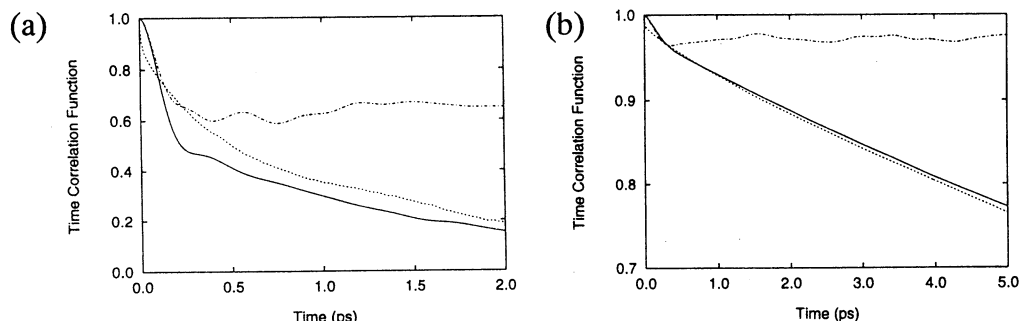 (a)
1.0
0.8
0.6
0.4
0.2
0.0
Time Correlation Function
0.0 0.5 1.0 1.5 2.0
Time (ps)
(b)
1.0
0.9
0.8
0.7
Time Correlation Function
0.0 1.0 2.0 3.0 4.0 5.0
Time (ps)